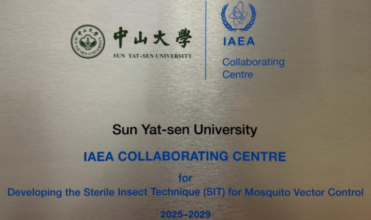 中山大学
SUN YAT-SEN UNIVERSITY
IAEA
Collaborating
Centre
Sun Yat-sen University
IAEA COLLABORATING CENTRE
for
Developing the Sterile Insect Technique (SIT) for Mosquito Vector Control
2025-2029